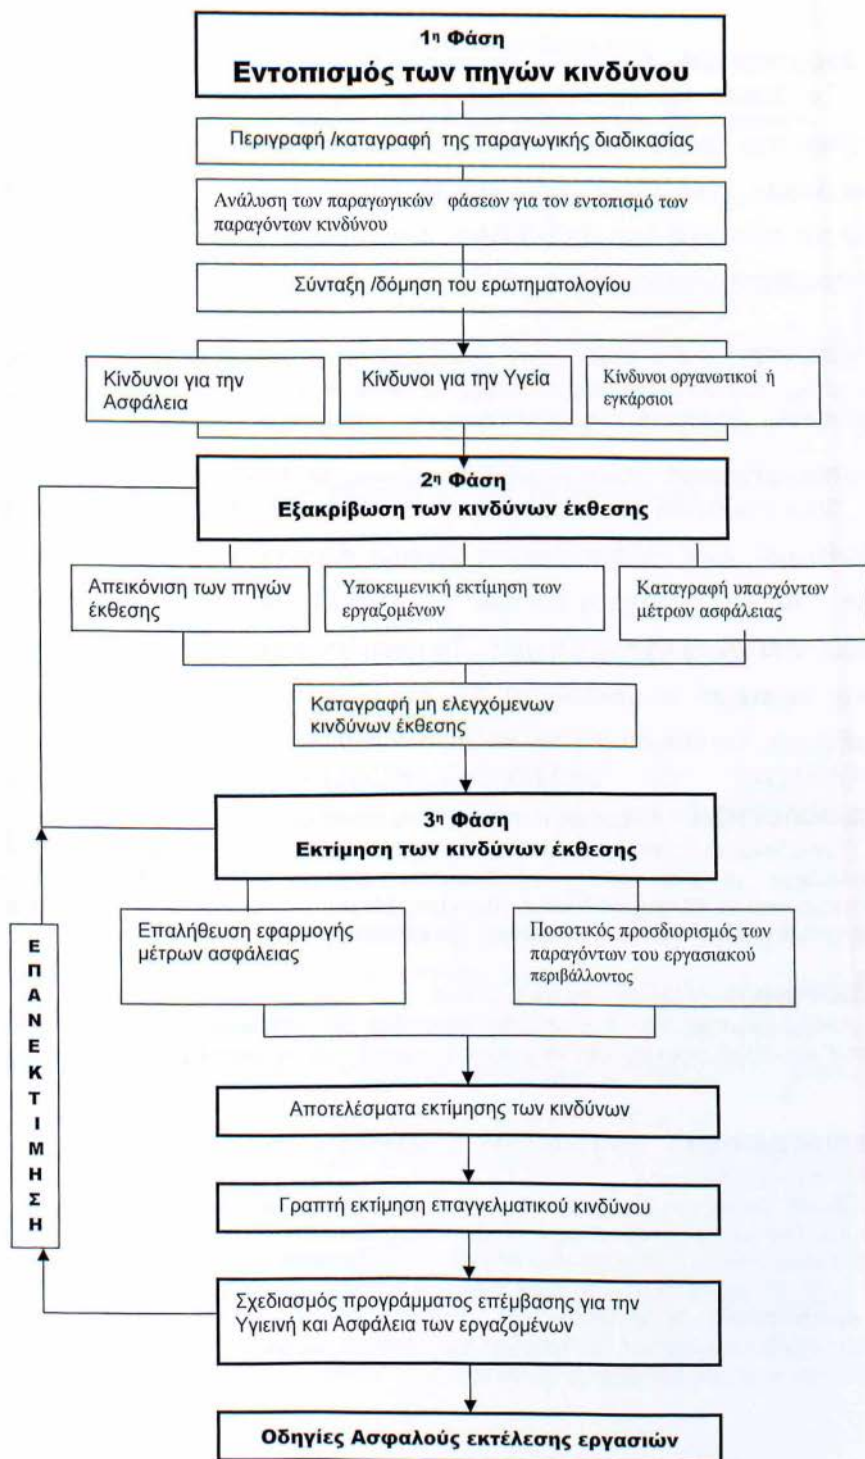 1η Φάση
Εντοπισμός των πηγών κινδύνου
Περιγραφή /καταγραφή της παραγωγικής διαδικασίας
Ανάλυση των παραγωγικών φάσεων για τον εντοπισμό των
παραγόντων κινδύνου
Σύνταξη /δόμηση του ερωτηματολογίου
Κίνδυνοι για την
Ασφάλεια
Κίνδυνοι για την Υγεία
Κίνδυνοι οργανωτικοί ή
εγκάρσιοι
2η Φάση
Εξακρίβωση των κινδύνων έκθεσης
Απεικόνιση των πηγών
έκθεσης
Υποκειμενική εκτίμηση των
εργαζομένων
Καταγραφή υπαρχόντων
μέτρων ασφάλειας
Καταγραφή μη ελεγχόμενων
κινδύνων έκθεσης
3η Φάση
Εκτίμηση των κινδύνων έκθεσης
Επαλήθευση εφαρμογής
μέτρων ασφάλειας
Ποσοτικός προσδιορισμός των
παραγόντων του εργασιακού
περιβάλλοντος
ΕΠΑΝΕΚΤΙΜΗΣΗ
Αποτελέσματα εκτίμησης των κινδύνων
Γραπτή εκτίμηση επαγγελματικού κινδύνου
Σχεδιασμός προγράμματος επέμβασης για την
Υγιεινή και Ασφάλεια των εργαζομένων
Οδηγίες Ασφαλούς εκτέλεσης εργασιών